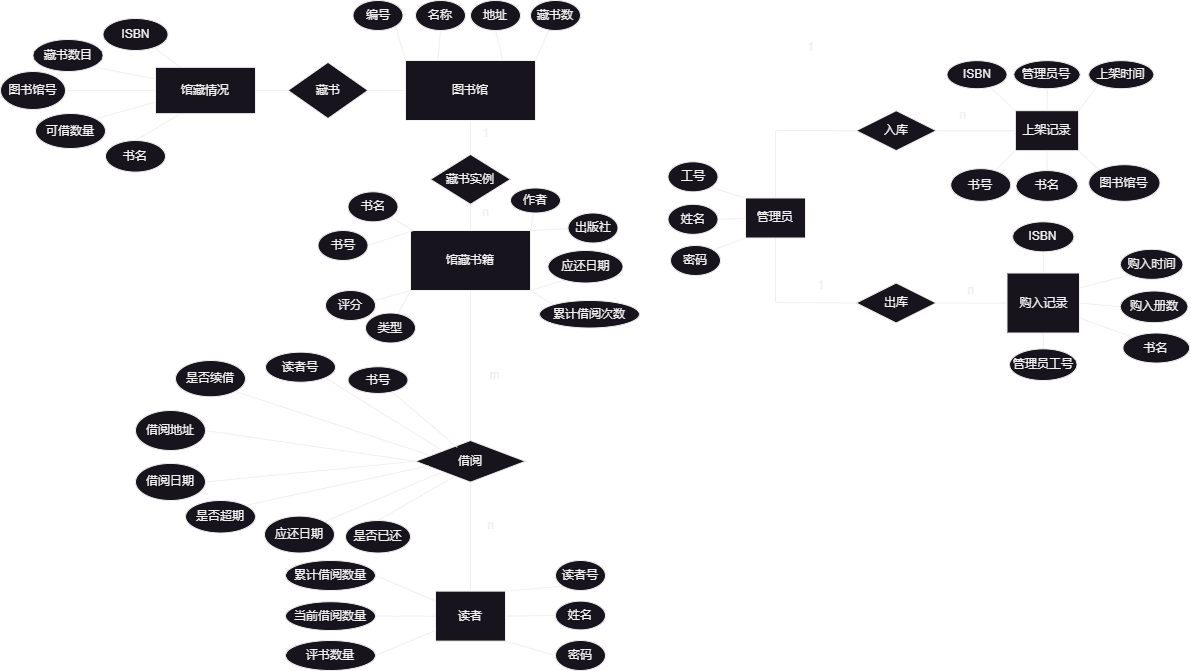 编号
名称
地址
藏书数
ISBN
藏书数目
图书馆号
可借数量
书名
馆藏情况
藏书
图书馆
1
藏书实例
n
书名
书号
作者
出版社
应还日期
累计借阅次数
馆藏书籍
评分
类型
m
是否续借
读者号
书号
借阅地址
借阅日期
是否超期
应还日期
是否已还
借阅
n
累计借阅数量
当前借阅数量
评书数量
读者
读者号
姓名
密码
1
ISBN
管理员号
上架时间
入库
n
上架记录
书号
书名
图书馆号
工号
姓名
密码
管理员
1
出库
n
ISBN
购入记录
购入时间
购入册数
书名
管理员工号